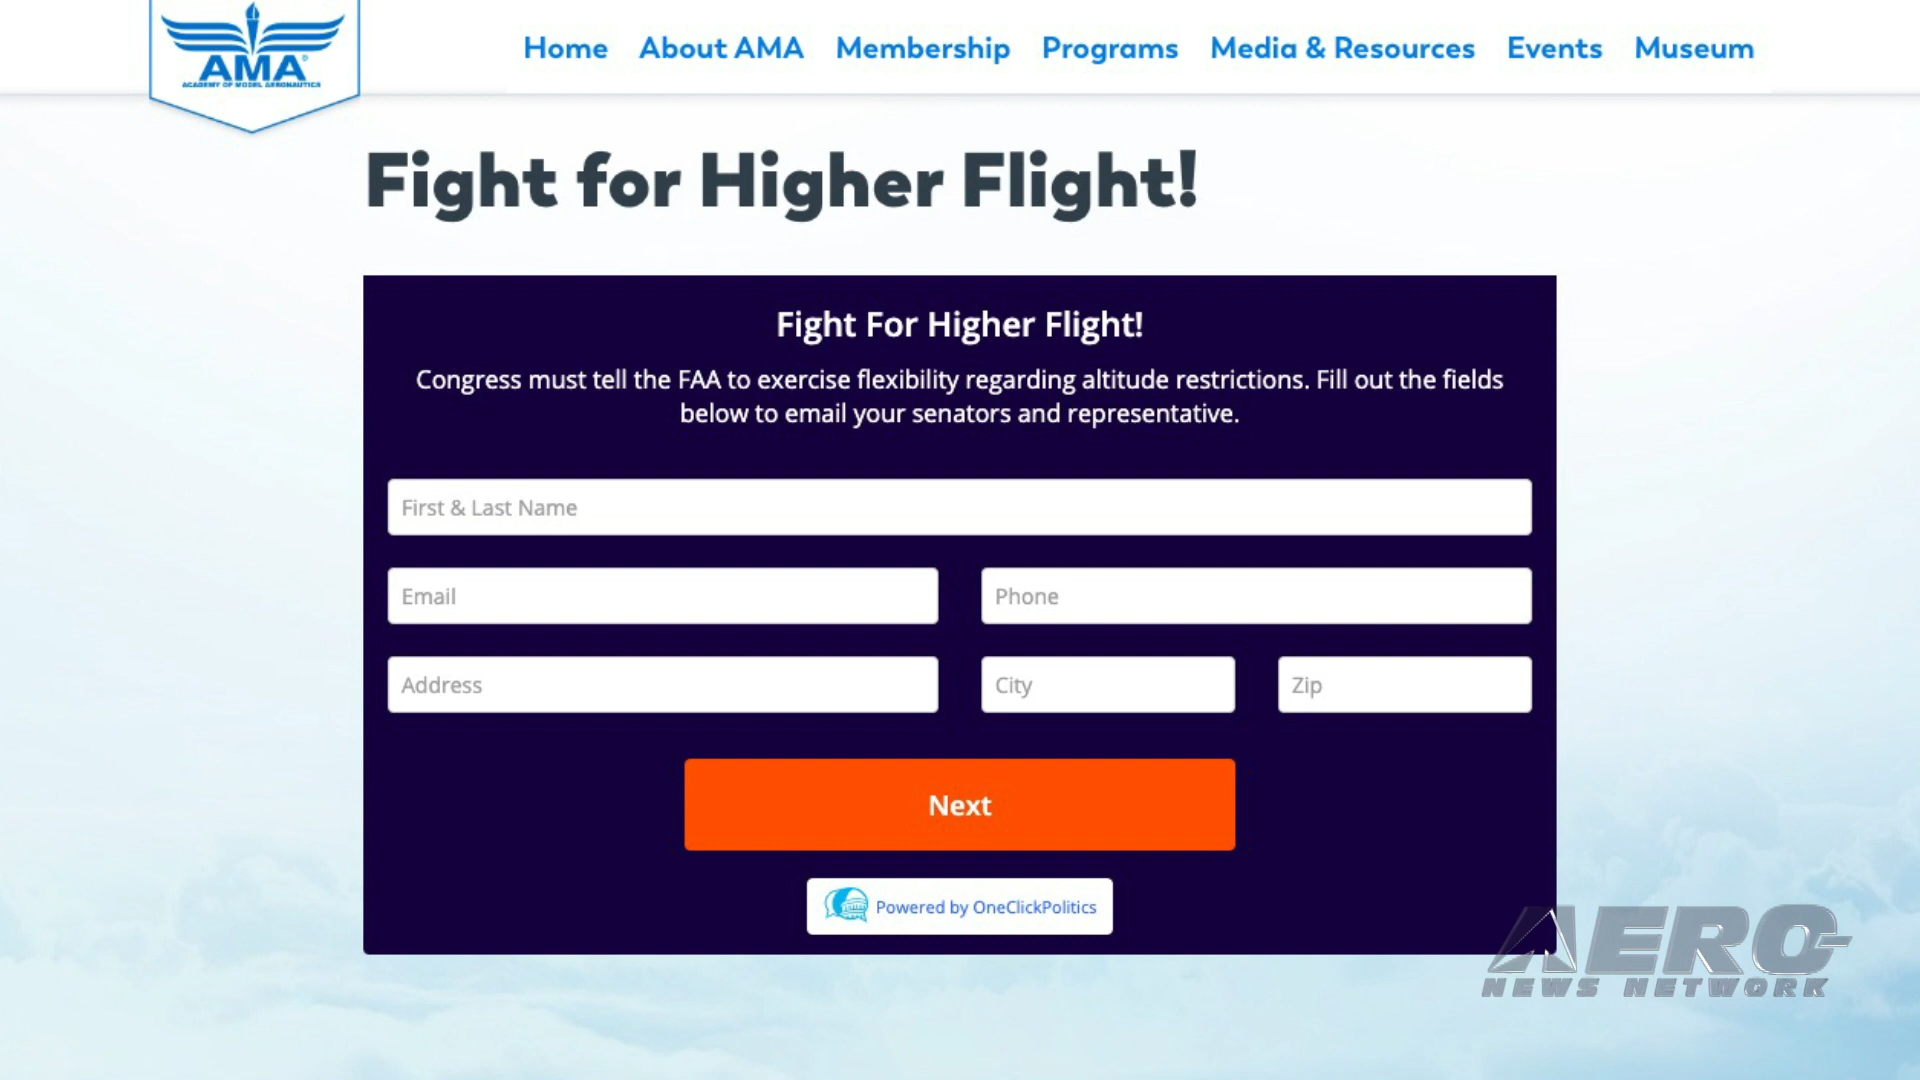 AMA
ACADEMY OF MODEL AERONAUTICS
Home About AMA Membership Programs Media & Resources Events Museum
Fight for Higher Flight!
Fight For Higher Flight!
Congress must tell the FAA to exercise flexibility regarding altitude restrictions. Fill out the fields
below to email your senators and representative.
First & Last Name
Email Phone
Address City Zip
Next
Powered by OneClickPolitics
AERO-
NEWS NETWORK